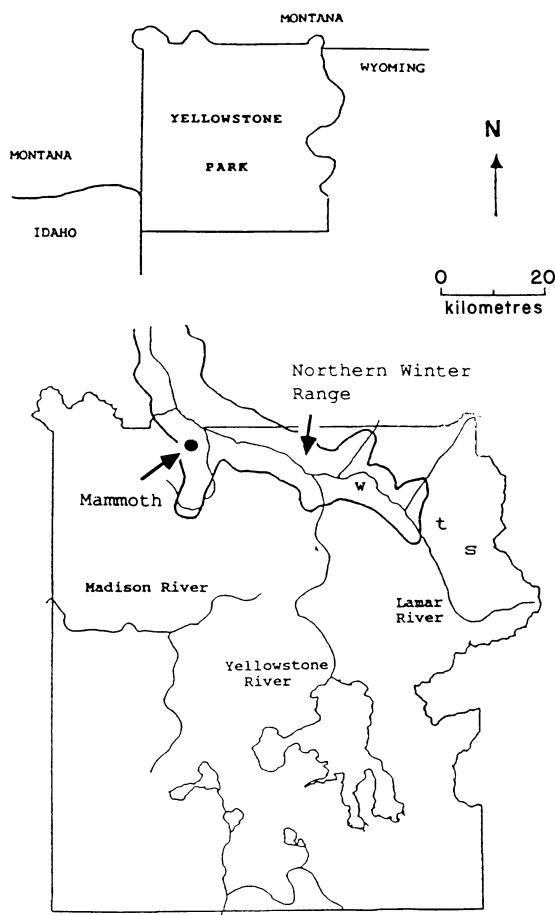 MONTANA
WYOMING
YELLOWSTONE
PARK
N
MONTANA
IDAHO
0 20
kilometres
Northern Winter
Range
Mammoth
w
t
s
Madison River
Lamar
River
Yellowstone
River